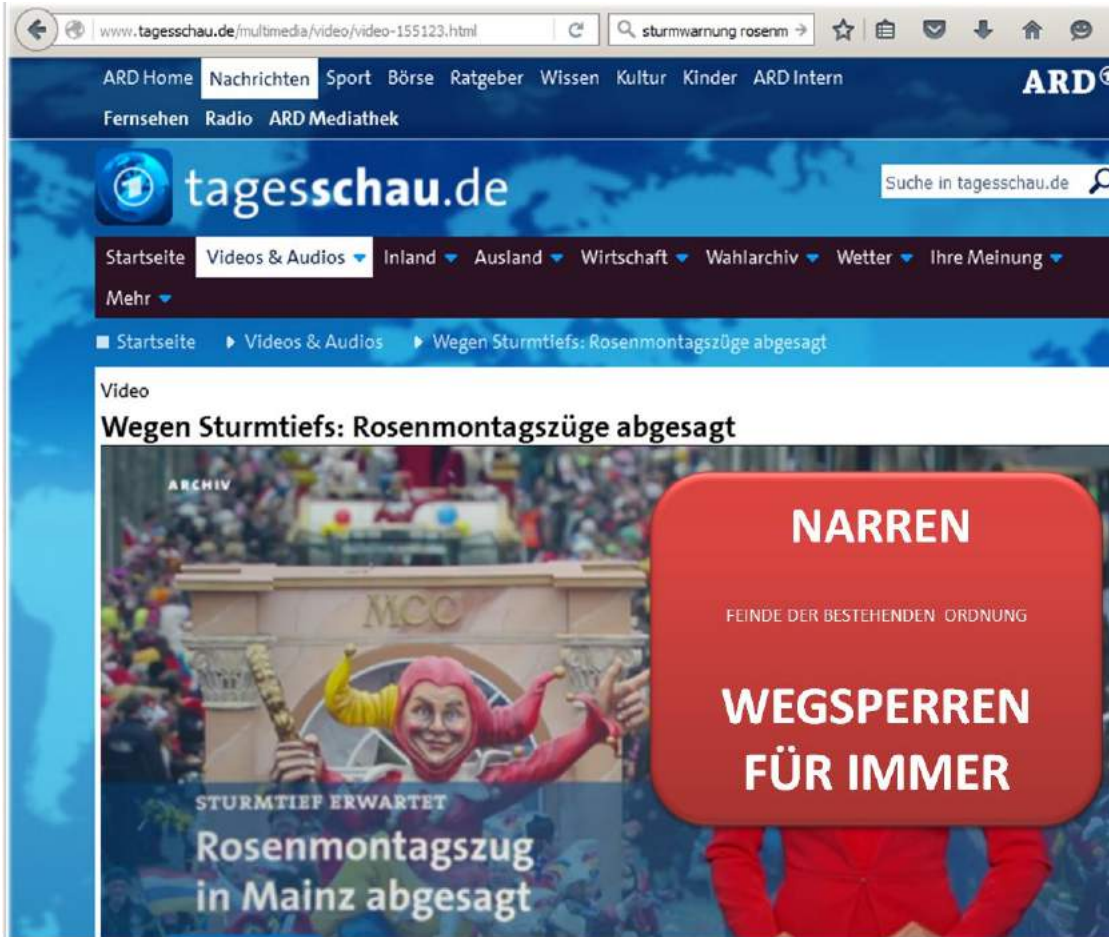 www.tagesschau.de/multimedia/video/video-155123.html
sturmwarnung rosenm
ARD Home Nachrichten Sport Börse Ratgeber Wissen Kultur Kinder ARD Intern
ARD
Fernsehen Radio ARD Mediathek
tagesschau.de
Suche in tagesschau.de
Startseite Videos & Audios Inland Ausland Wirtschaft Wahlarchiv Wetter Ihre Meinung
Mehr
Startseite Videos & Audios Wegen Sturmtiefs: Rosenmontagszüge abgesagt
Video
Wegen Sturmtiefs: Rosenmontagszüge abgesagt
ARCHIV
NARREN
FEINDE DER BESTEHENDEN ORDNUNG
WEGSPERREN
FÜR IMMER
MCC
STURMTIEF ERWARTET
Rosenmontagszug
in Mainz abgesagt